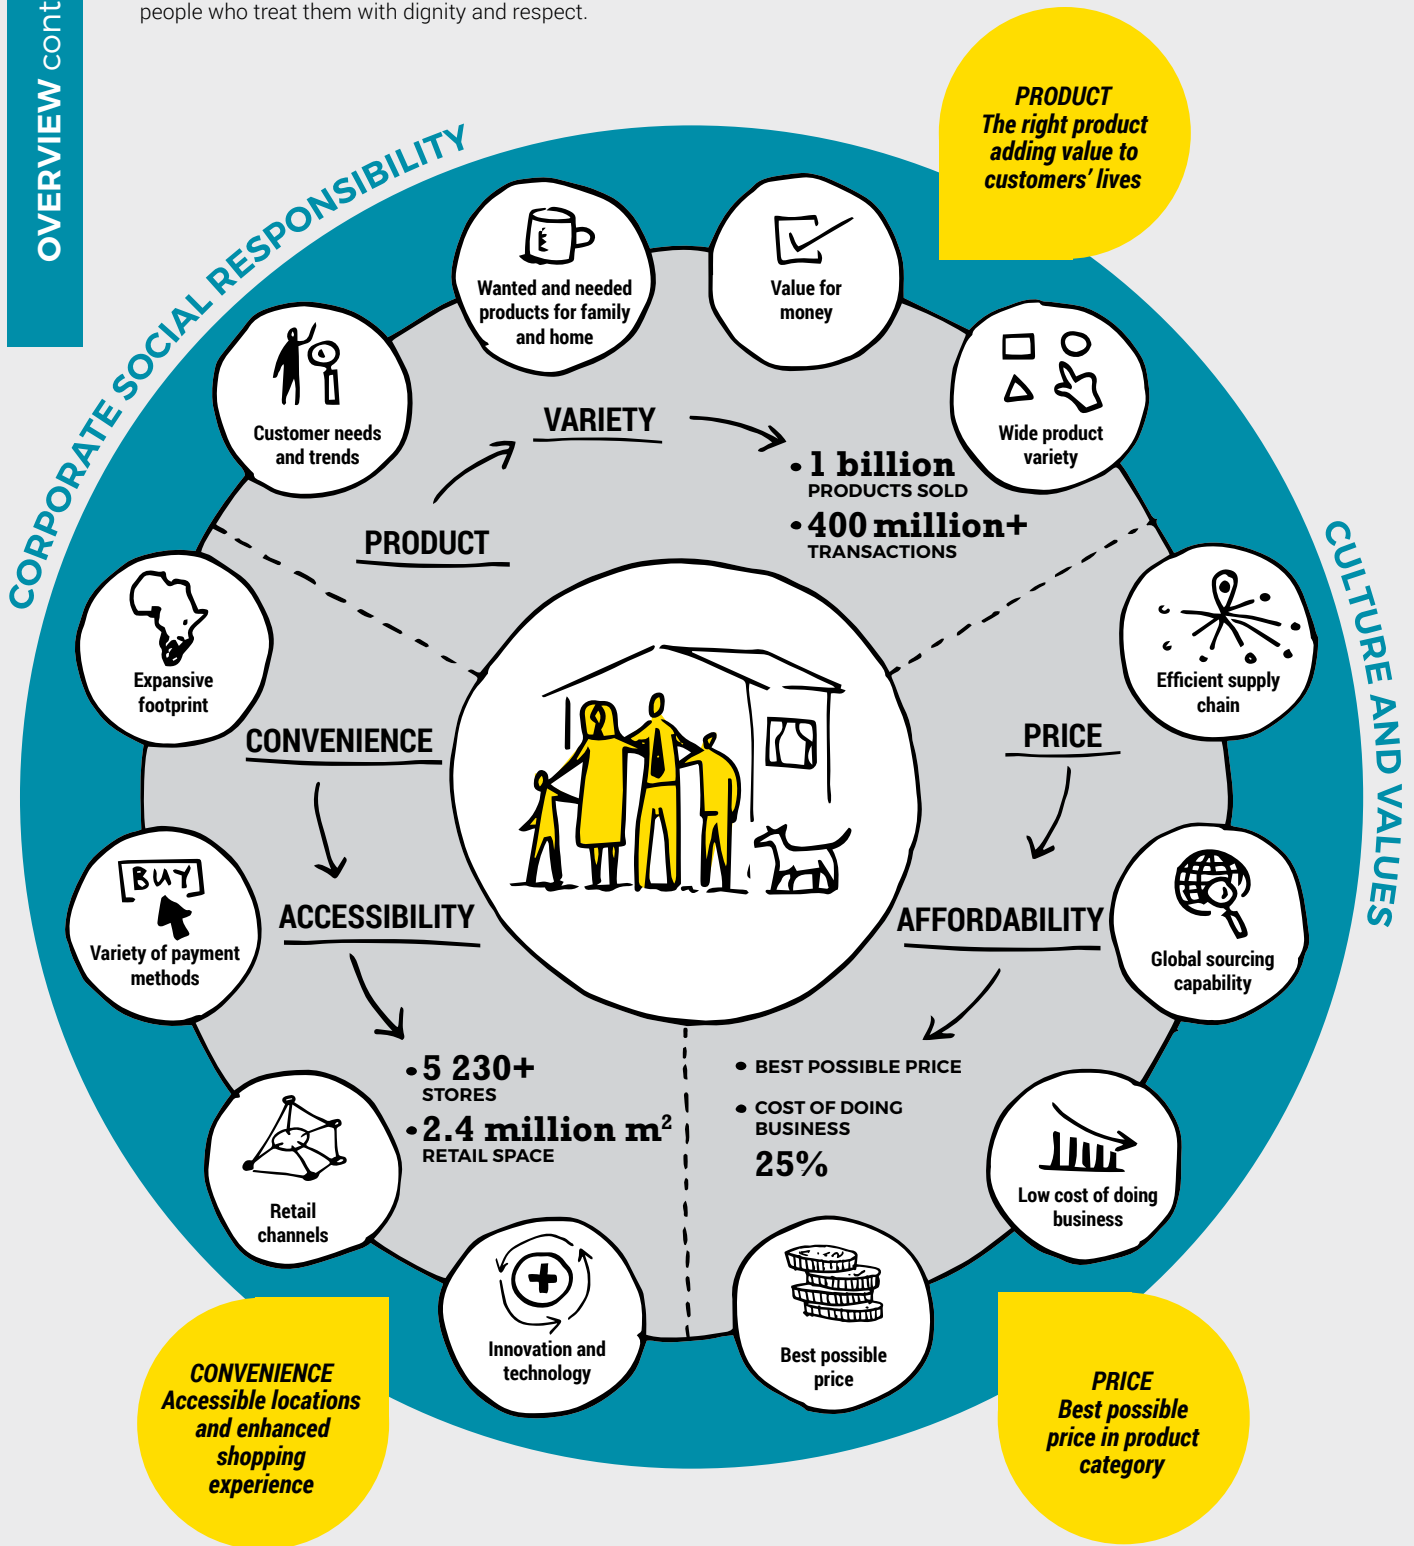 people who treat them with dignity and respect.
OVERVIEW cont
CORPORATE SOCIAL RESPONSIBILITY
CULTURE AND VALUES
PRODUCT
The right product
adding value to
customers' lives
Wanted and needed
products for family
and home
Value for
money
Customer needs
and trends
Wide product
variety
VARIETY
PRODUCT
• 1 billion
PRODUCTS SOLD
• 400 million+
TRANSACTIONS
Expansive
footprint
Efficient supply
chain
CONVENIENCE
PRICE
BUY
Variety of payment
methods
ACCESSIBILITY
AFFORDABILITY
Global sourcing
capability
• 5 230+
STORES
• 2.4 million m²
RETAIL SPACE
• BEST POSSIBLE PRICE
• COST OF DOING
BUSINESS
25%
Retail
channels
Low cost of doing
business
Innovation and
technology
Best possible
price
CONVENIENCE
Accessible locations
and enhanced
shopping
experience
PRICE
Best possible
price in product
category